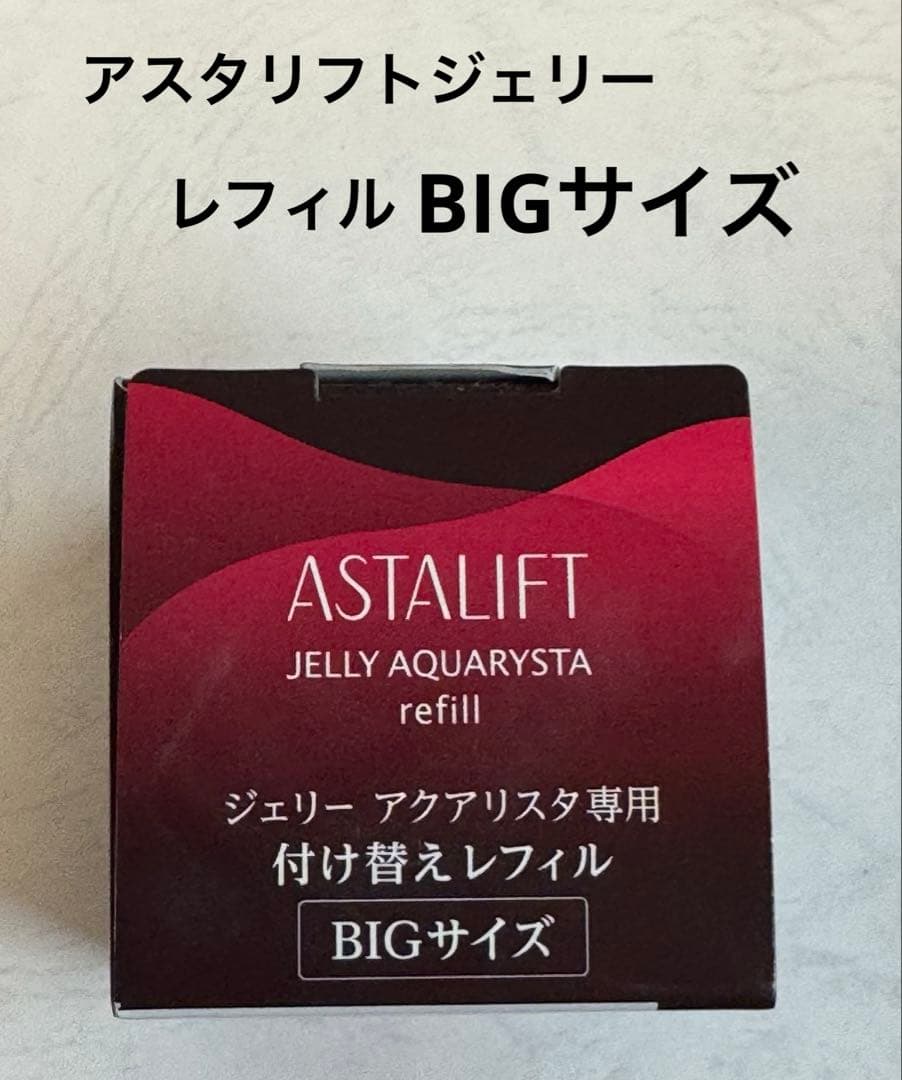 アスタリフトジェリー
レフィル BIGサイズ
ASTALIFT
JELLY AQUARYSTA
refill
ジェリー アクアリスタ専用
付け替えレフィル
BIGサイズ